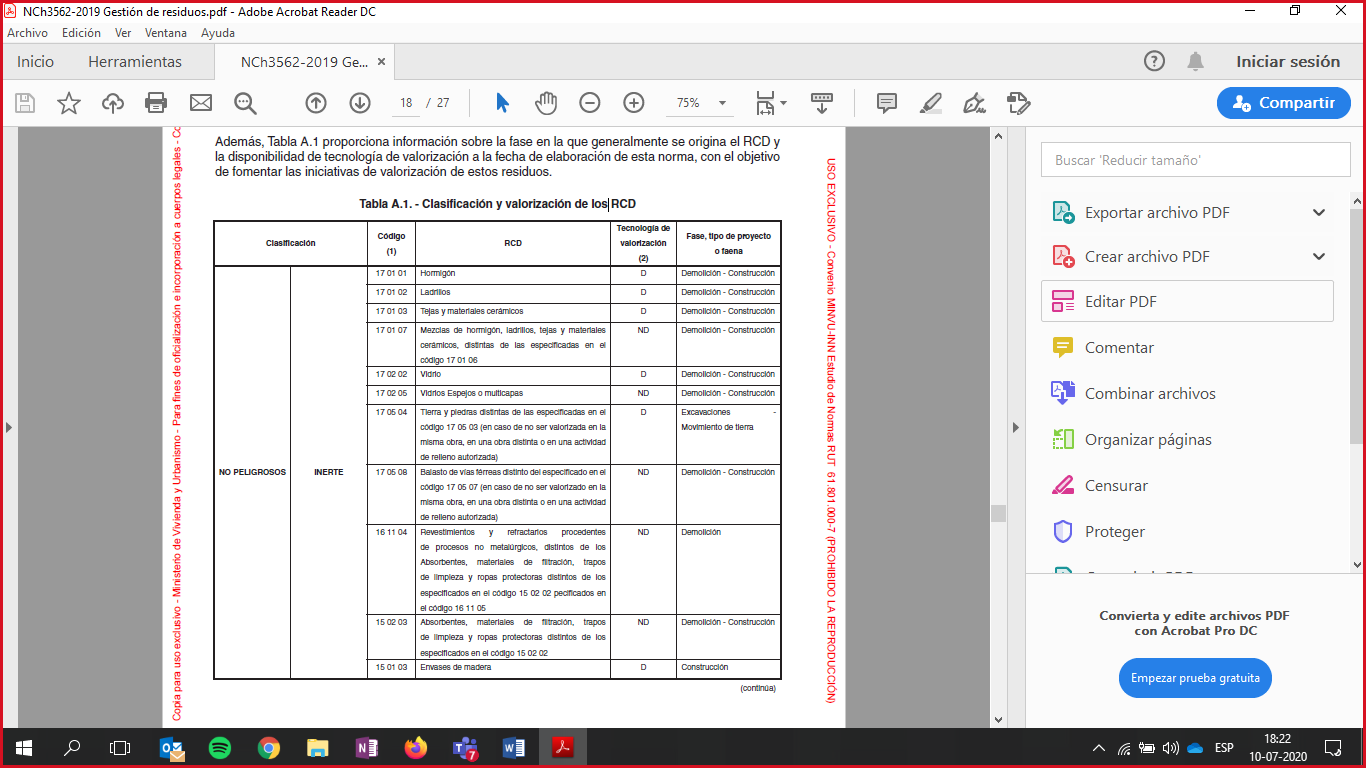 NCh3562-2019 Gestión de residuos.pdf - Adobe Acrobat Reader DC
Archivo Edición Ver Ventana Ayuda
Inicio Herramientas NCh3562-2019 Ge... × Iniciar sesión
18 / 27 75% Compartir
Además, Tabla A.1 proporciona información sobre la fase en la que generalmente se origina el RCD y
la disponibilidad de tecnología de valorización a la fecha de elaboración de esta norma, con el objetivo
de fomentar las iniciativas de valorización de estos residuos.
Tabla A.1. - Clasificación y valorización de los RCD
Clasificación
Código
(1)
RCD
Tecnología de
valorización
(2)
Fase, tipo de proyecto
o faena
NO PELIGROSOS
INERTE
17 01 01 Hormigón D Demolición - Construcción
17 01 02 Ladrillos D Demolición - Construcción
17 01 03 Tejas y materiales cerámicos D Demolición - Construcción
17 01 07 Mezclas de hormigón, ladrillos, tejas y materiales ND Demolición - Construcción
cerámicos, distintas de las especificadas en el
código 17 01 06
17 02 02 Vidrio D Demolición - Construcción
17 02 05 Vidrios Espejos o multicapas ND Demolición - Construcción
17 05 04 Tierra y piedras distintas de las especificadas en el D Excavaciones -
código 17 05 03 (en caso de no ser valorizada en la Movimiento de tierra
misma obra, en una obra distinta o en una actividad
de relleno autorizada)
17 05 08 Balasto de vías férreas distinto del especificado en el ND Demolición - Construcción
código 17 05 07 (en caso de no ser valorizado en la
misma obra, en una obra distinta o en una actividad
de relleno autorizada)
16 11 04 Revestimientos y refractarios procedentes ND Demolición
de procesos no metalúrgicos, distintos de los
Absorbentes, materiales de filtración, trapos
de limpieza y ropas protectoras distintos de los
especificados en el código 15 02 02 pecificados en
el código 16 11 05
15 02 03 Absorbentes, materiales de filtración, trapos ND Demolición - Construcción
de limpieza y ropas protectoras distintos de los
especificados en el código 15 02 02
15 01 03 Envases de madera D Construcción
(continúa)
Copia para uso exclusivo - Ministerio de Vivienda y Urbanismo - Para fines de oficialización e incorporación a cuerpos legales - Co
USO EXCLUSIVO - Convenio MINVU-INN Estudio de Normas RUT 61.801.000-7 (PROHIBIDO LA REPRODUCCIÓN)
Buscar 'Reducir tamaño'
Exportar archivo PDF
Crear archivo PDF
Editar PDF
Comentar
Combinar archivos
Organizar páginas
Censurar
Proteger
Convierta y edite archivos PDF
con Acrobat Pro DC
Empezar prueba gratuita
7
ESP
18:22
10-07-2020